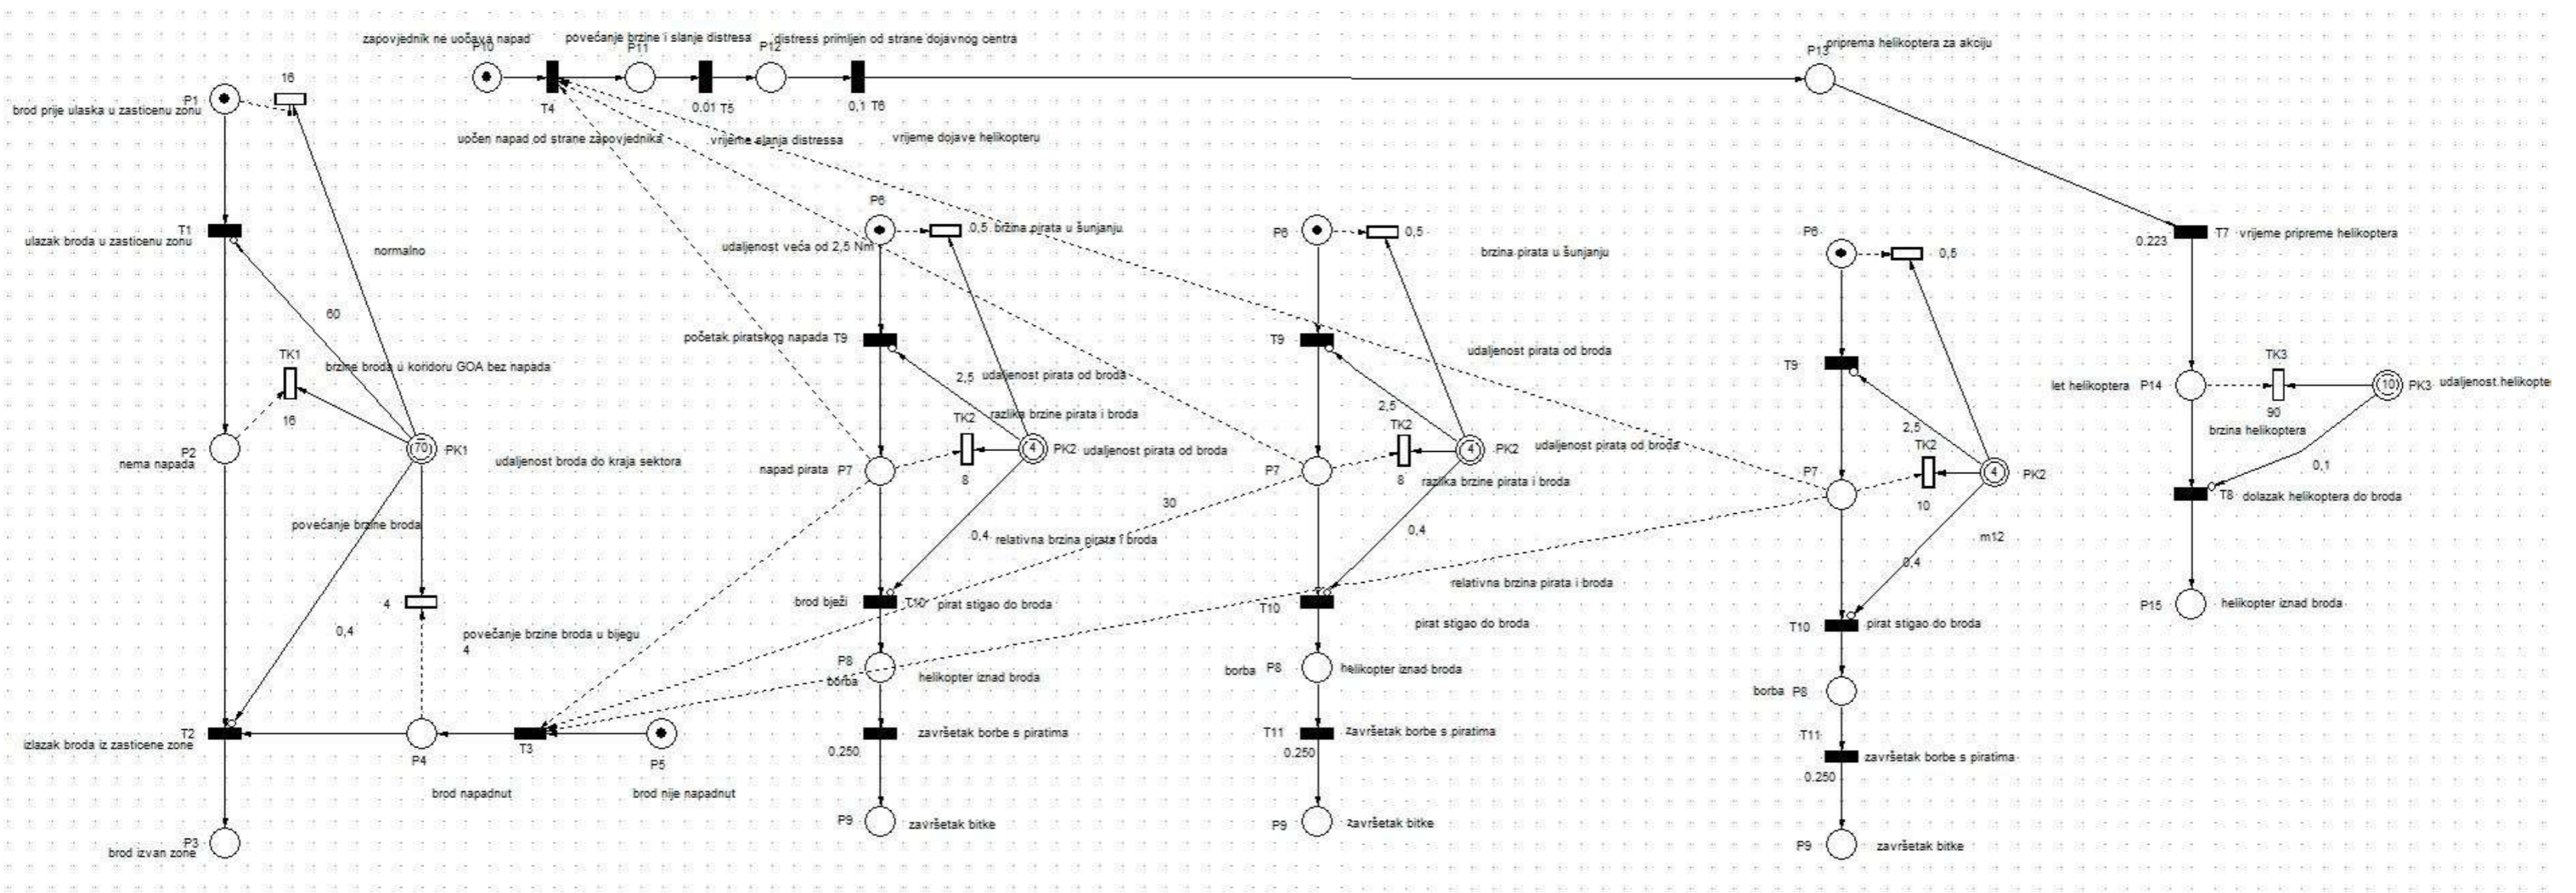 zapovjednik ne uočava napad
povećanje brzine i slanje distresa
distress primljen od strane dojavnog centra
P10
P11
P12
P13
priprema helikoptera za akciju
16
P1
brod prije ulaska u zasticenu zonu
T4
0.01 T5
0,1 T6
uočen napad od strane zapovjednika
vrijeme slanja distressa
vrijeme dojave helikopteru
T1
ulazak broda u zasticenu zonu
normalno
60
P6
0,5 brzina pirata u šunjanju
udaljenost veća od 2,5 Nm
P6
0,5
brzina pirata u šunjanju
P6
0,5
0.223
T7 vrijeme pripreme helikoptera
početak piratskog napada T9
T9
udaljenost pirata od broda
T9
TK1
brzine broda u koridoru GOA bez napada
16
2,5 udaljenost pirata od broda
TK2
razlika brzine pirata i broda
2,5
TK2
2,5
TK2
TK3
let helikoptera P14
10
PK3 udaljenost helikopte
90
brzina helikoptera
P2
nema napada
70
PK1
udaljenost broda do kraja sektora
napad pirata P7
4
PK2 udaljenost pirata od broda
8
P7
4
PK2
udaljenost pirata od broda
8
razlika brzine pirata i broda
P7
4
PK2
10
0,1
T8 dolazak helikoptera do broda
povećanje brzine broda
30
0,4 relativna brzina pirata i broda
0,4
m12
0,4
4
brod bježi
T10 pirat stigao do broda
relativna brzina pirata i broda
T10
pirat stigao do broda
T10
pirat stigao do broda
P15
helikopter iznad broda
0,4
povečanje brzine broda u bijegu
4
P8
borba
helikopter iznad broda
borba P8
helikopter iznad broda
borba P8
T2
izlazak broda iz zasticene zone
P4
T3
P5
0.250
završetak borbe s piratima
T11
0.250
završetak borbe s piratima
T11
završetak borbe s piratima
0.250
brod napadnut
brod nije napadnut
P3
brod izvan zone
P9
završetak bitke
P9
završetak bitke
P9
završetak bitke